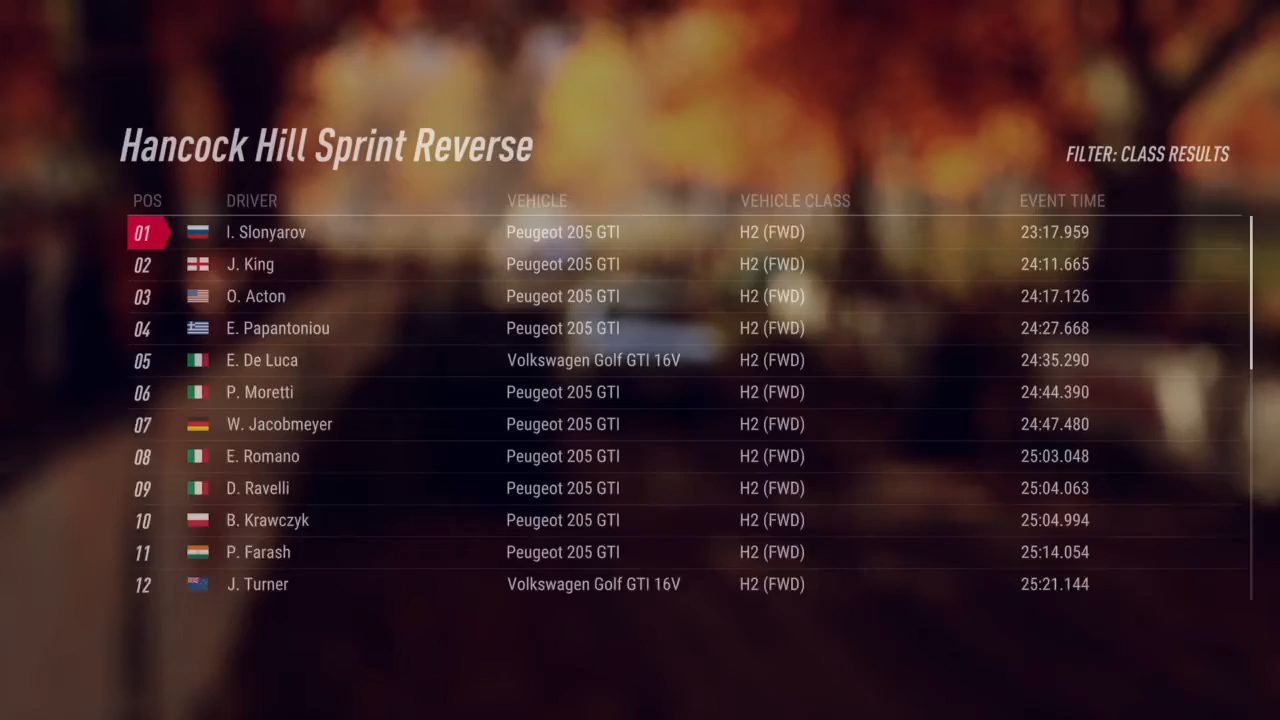 Hancock Hill Sprint Reverse
FILTER: CLASS RESULTS
POS DRIVER VEHICLE VEHICLE CLASS EVENT TIME
01 I. Slonyarov Peugeot 205 GTI H2 (FWD) 23:17.959
02 J. King Peugeot 205 GTI H2 (FWD) 24:11.665
03 O. Acton Peugeot 205 GTI H2 (FWD) 24:17.126
04 E. Papantoniou Peugeot 205 GTI H2 (FWD) 24:27.668
05 E. De Luca Volkswagen Golf GTI 16V H2 (FWD) 24:35.290
06 P. Moretti Peugeot 205 GTI H2 (FWD) 24:44.390
07 W. Jacobmeyer Peugeot 205 GTI H2 (FWD) 24:47.480
08 E. Romano Peugeot 205 GTI H2 (FWD) 25:03.048
09 D. Ravelli Peugeot 205 GTI H2 (FWD) 25:04.063
10 B. Krawczyk Peugeot 205 GTI H2 (FWD) 25:04.994
11 P. Farash Peugeot 205 GTI H2 (FWD) 25:14.054
12 J. Turner Volkswagen Golf GTI 16V H2 (FWD) 25:21.144